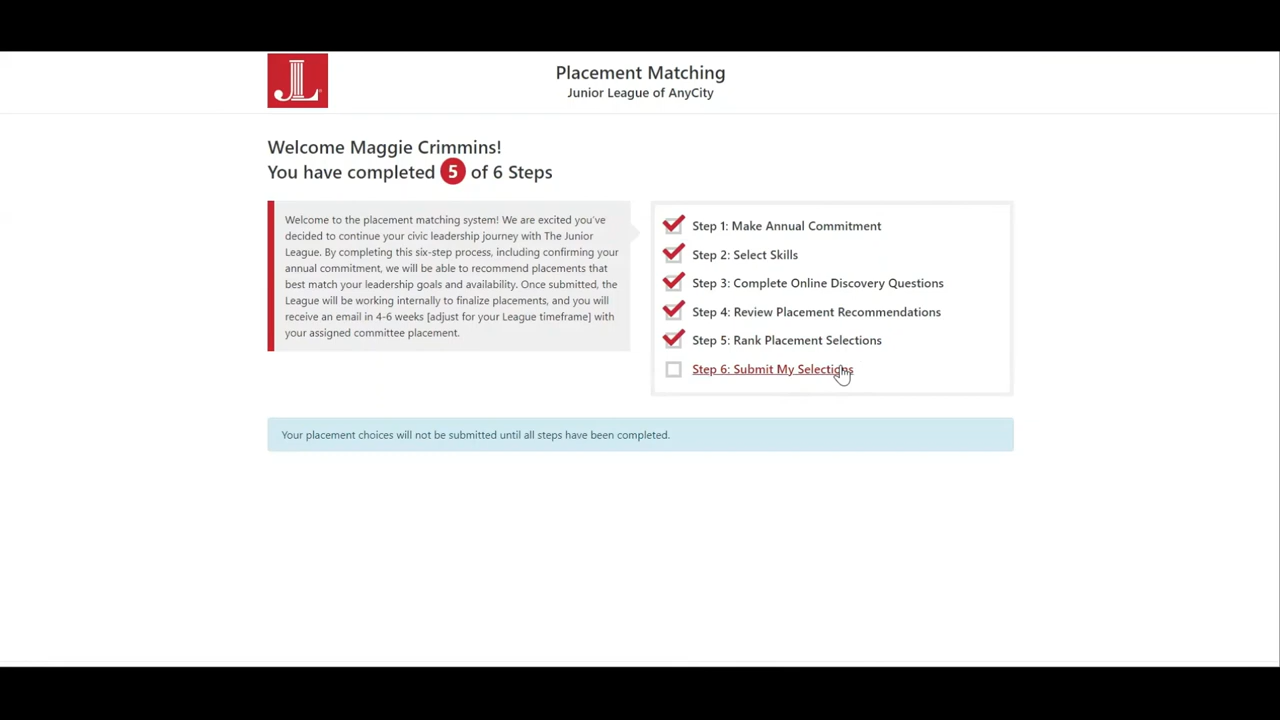 JL
Placement Matching
Junior League of AnyCity
Welcome Maggie Crimmins!
You have completed 5 of 6 Steps
Welcome to the placement matching system! We are excited you've
decided to continue your civic leadership journey with The Junior
League. By completing this six-step process, including confirming your
annual commitment, we will be able to recommend placements that
best match your leadership goals and availability. Once submitted, the
League will be working internally to finalize placements, and you will
receive an email in 4-6 weeks [adjust for your League timeframe] with
your assigned committee placement.
Step 1: Make Annual Commitment
Step 2: Select Skills
Step 3: Complete Online Discovery Questions
Step 4: Review Placement Recommendations
Step 5: Rank Placement Selections
Step 6: Submit My Selections
Your placement choices will not be submitted until all steps have been completed.